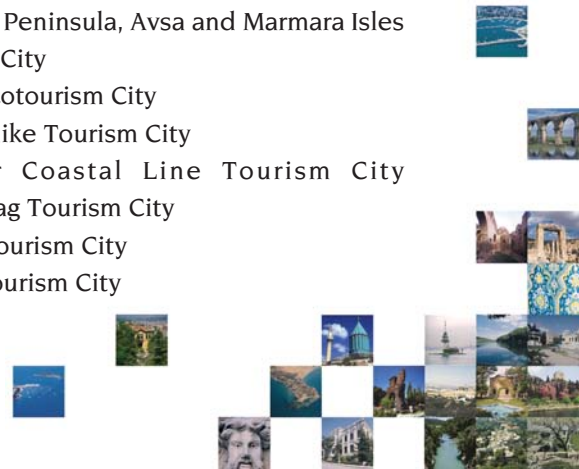 Peninsula, Avsa and Marmara Isles
City
otourism City
ike Tourism City
Coastal Line Tourism City
ag Tourism City
ourism City
ourism City